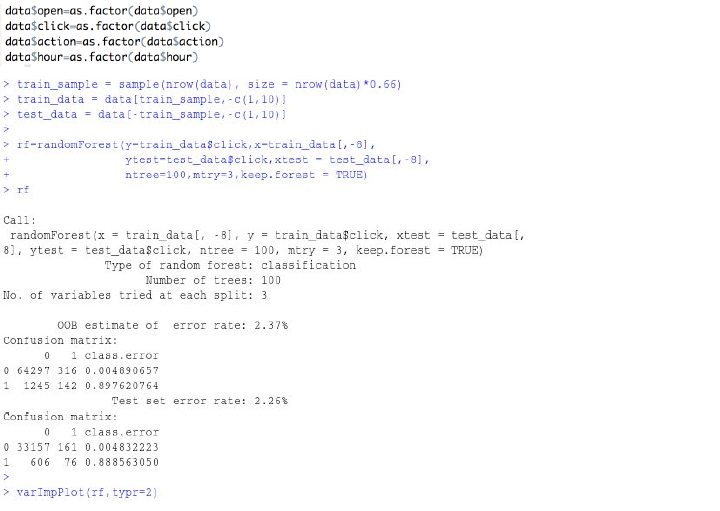 data$open=as.factor(data$open)
data$click=as.factor(data$click)
data$action=as.factor(data$action)
data$hour=as.factor(data$hour)
> train_sample = sample(nrow(data), size = nrow(data)*0.66)
> train_data = data[train_sample,-c(1,10)]
> test_data = data[-train_sample,-c(1,10)]
>
> rf=randomForest(y=train_data$click,x=train_data[,-8],
+ ytest=test_data$click,xtest = test_data[,-8],
+ ntree=100,mtry=3,keep.forest = TRUE)
> rf
Call:
randomForest(x = train_data[, -8], y = train_data$click, xtest = test_data[,
8], ytest = test_data$click, ntree = 100, mtry = 3, keep.forest = TRUE)
Type of random forest: classification
Number of trees: 100
No. of variables tried at each split: 3
OOB estimate of error rate: 2.37%
Confusion matrix:
0 1 class.error
0 64297 316 0.004890657
1 1245 142 0.897620764
Test set error rate: 2.26%
Confusion matrix:
0 1 class.error
0 33157 161 0.004832223
1 606 76 0.888563050
>
> varImpPlot(rf,typr=2)